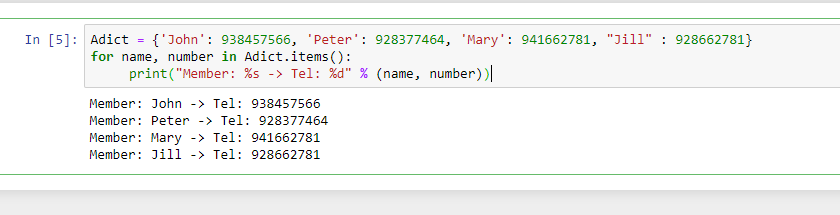 In [5]: Adict = {'John': 938457566, 'Peter': 928377464, 'Mary': 941662781, "Jill" : 928662781}
for name, number in Adict.items():
     print("Member: %s -> Tel: %d" % (name, number))
Member: John -> Tel: 938457566
Member: Peter -> Tel: 928377464
Member: Mary -> Tel: 941662781
Member: Jill -> Tel: 928662781